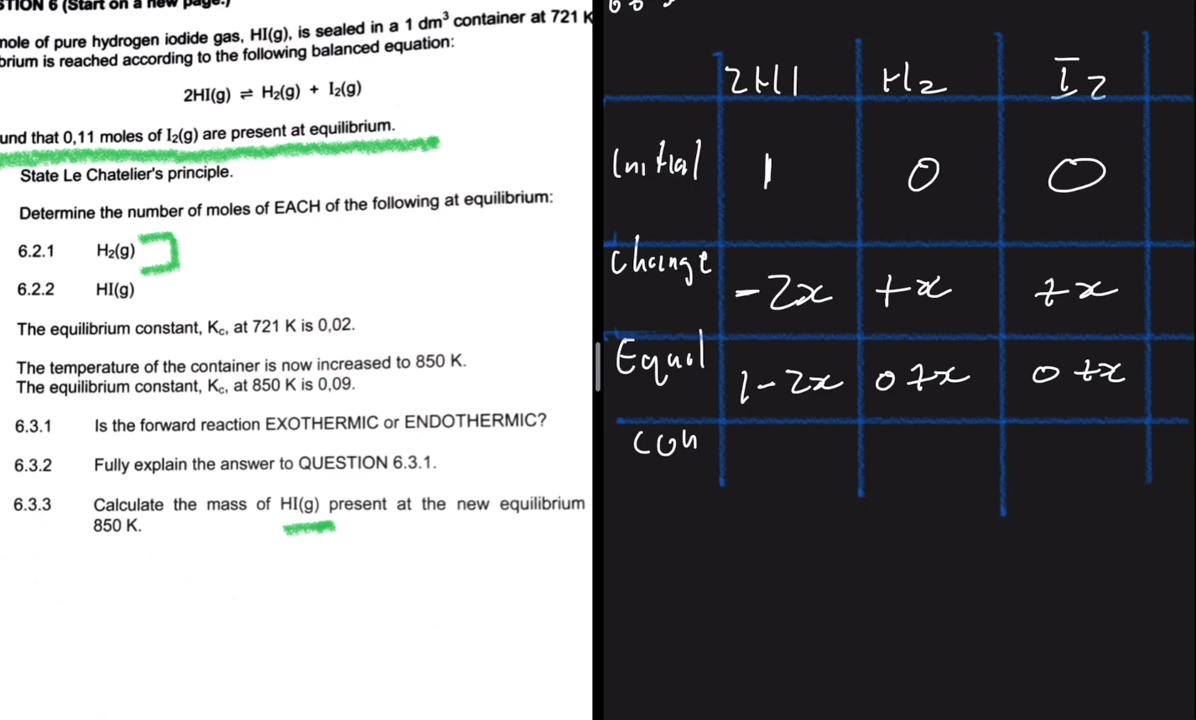 STION 6 (Start on a new page.)
mole of pure hydrogen iodide gas, HI(g), is sealed in a 1 dm³ container at 721 K
brium is reached according to the following balanced equation:
2HI(g) ⇌ H₂(g) + I₂(g)
und that 0,11 moles of I₂(g) are present at equilibrium.
State Le Chatelier's principle.
Determine the number of moles of EACH of the following at equilibrium:
6.2.1 H₂(g)
6.2.2 HI(g)
The equilibrium constant, Kc, at 721 K is 0,02.
The temperature of the container is now increased to 850 K.
The equilibrium constant, Kc, at 850 K is 0,09.
6.3.1 Is the forward reaction EXOTHERMIC or ENDOTHERMIC?
6.3.2 Fully explain the answer to QUESTION 6.3.1.
6.3.3 Calculate the mass of HI(g) present at the new equilibrium
850 K.
2HI H2 I2
Initial 1 0 0
Change -2x +x +x
Equil 1-2x 0+x 0+x
con